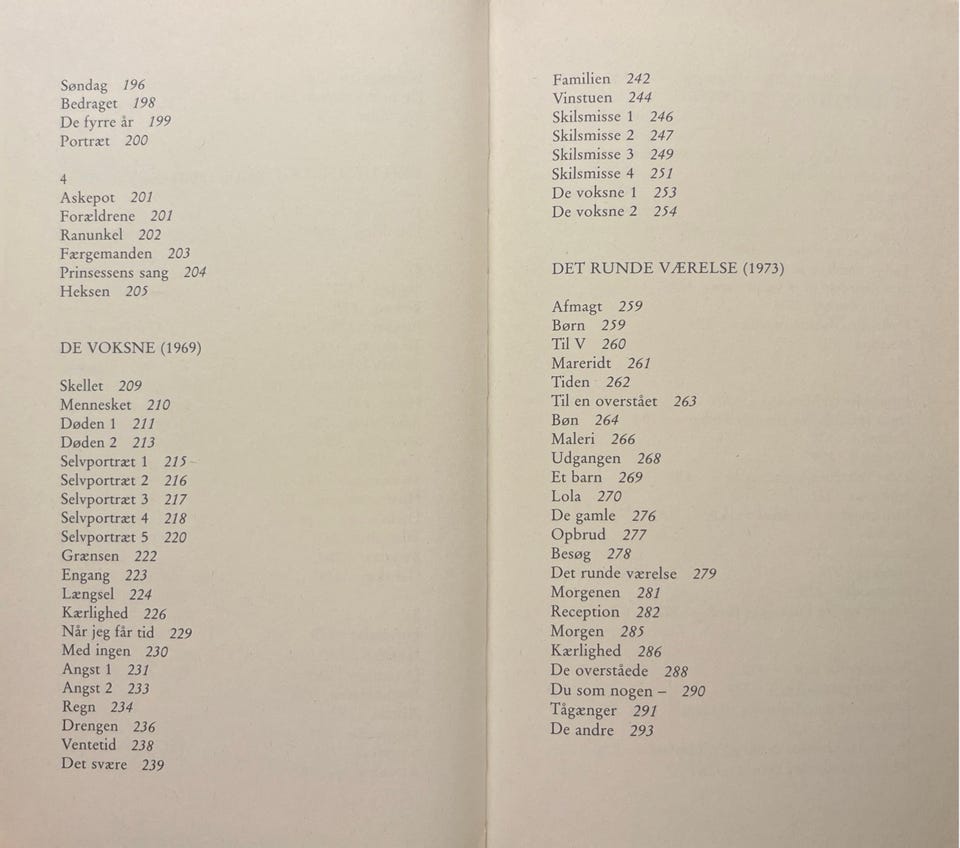 Søndag 196
Bedraget 198
De fyrre år 199
Portræt 200
4
Askepot 201
Forældrene 201
Ranunkel 202
Færgemanden 203
Prinsessens sang 204
Heksen 205
DE VOKSNE (1969)
Skellet 209
Mennesket 210
Døden 1 211
Døden 2 213
Selvportræt 1 215
Selvportræt 2 216
Selvportræt 3 217
Selvportræt 4 218
Selvportræt 5 220
Grænsen 222
Engang 223
Længsel 224
Kærlighed 226
Når jeg får tid 229
Med ingen 230
Angst 1 231
Angst 2 233
Regn 234
Drengen 236
Ventetid 238
Det svære 239
Familien 242
Vinstuen 244
Skilsmisse 1 246
Skilsmisse 2 247
Skilsmisse 3 249
Skilsmisse 4 251
De voksne 1 253
De voksne 2 254
DET RUNDE VÆRELSE (1973)
Afmagt 259
Børn 259
Til V 260
Mareridt 261
Tiden 262
Til en overstået 263
Bøn 264
Maleri 266
Udgangen 268
Et barn 269
Lola 270
De gamle 276
Opbrud 277
Besøg 278
Det runde værelse 279
Morgenen 281
Reception 282
Morgen 285
Kærlighed 286
De overståede 288
Du som nogen – 290
Tågænger 291
De andre 293